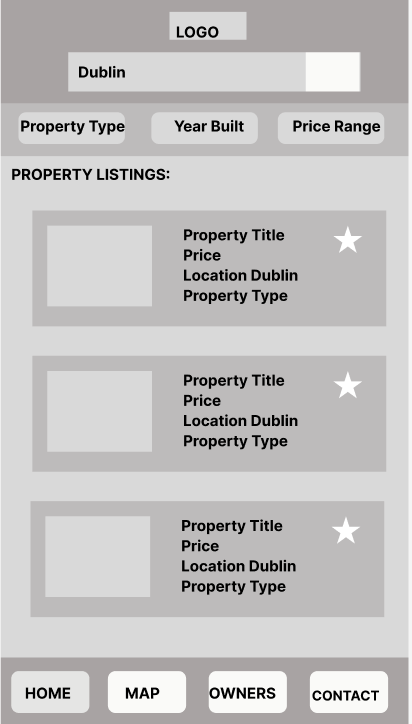 LOGO
Dublin
Property Type Year Built Price Range
PROPERTY LISTINGS:
Property Title
Price
Location Dublin
Property Type
Property Title
Price
Location Dublin
Property Type
Property Title
Price
Location Dublin
Property Type
HOME MAP OWNERS CONTACT